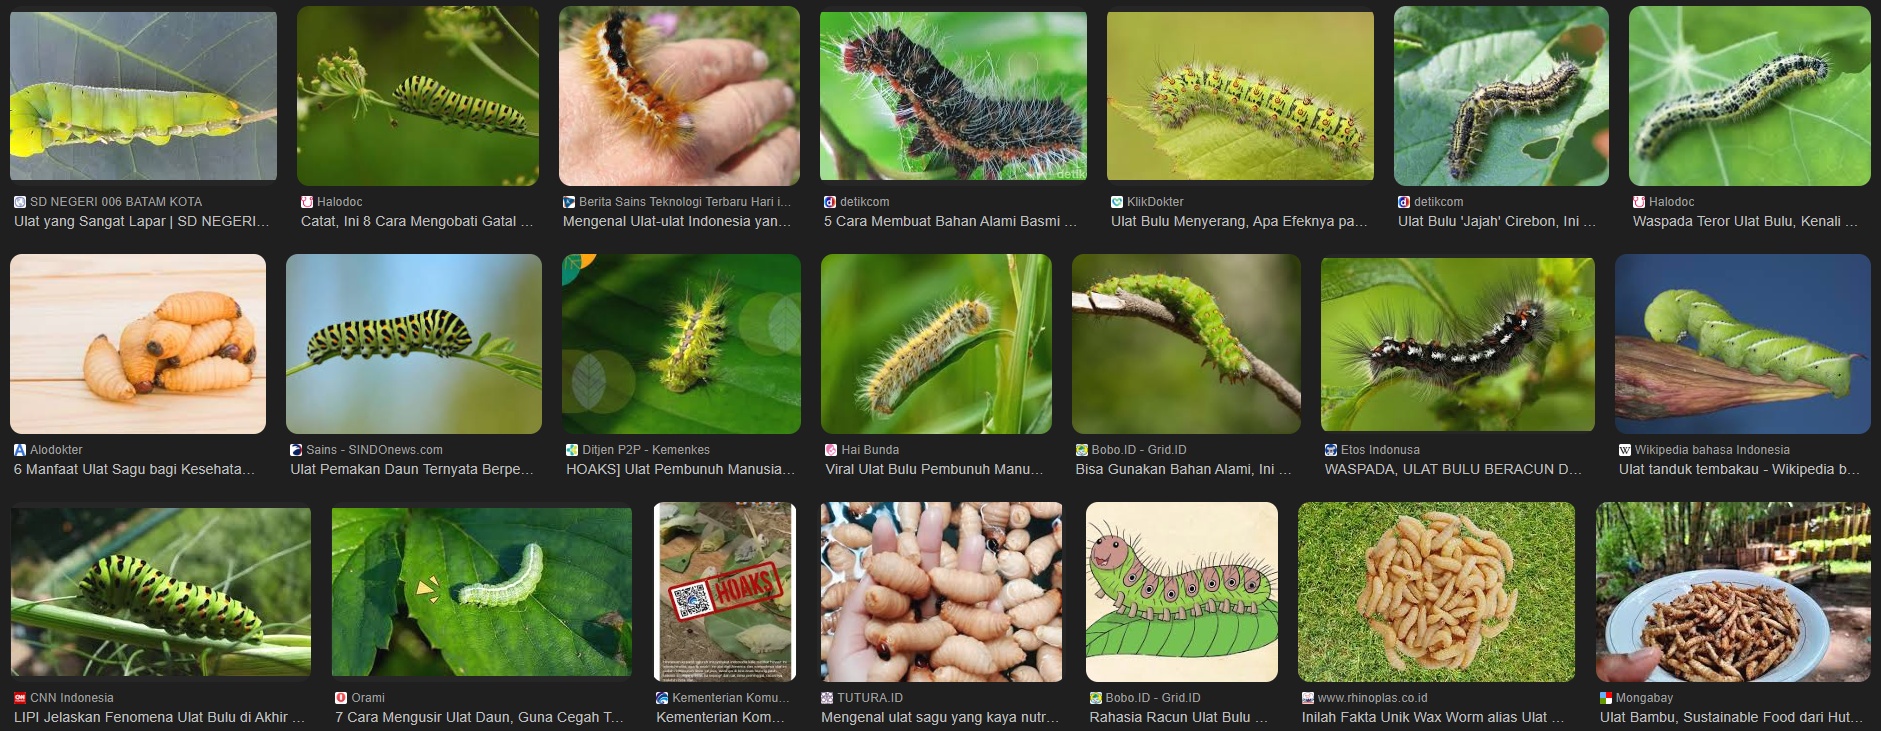 detik
SD NEGERI 006 BATAM KOTA
Ulat yang Sangat Lapar | SD NEGERI...
Halodoc
Catat, Ini 8 Cara Mengobati Gatal ...
Berita Sains Teknologi Terbaru Hari i...
Mengenal Ulat-ulat Indonesia yan...
detikcom
5 Cara Membuat Bahan Alami Basmi ...
KlikDokter
Ulat Bulu Menyerang, Apa Efeknya pa...
detikcom
Ulat Bulu 'Jajah' Cirebon, Ini ...
Halodoc
Waspada Teror Ulat Bulu, Kenali ...
Alodokter
6 Manfaat Ulat Sagu bagi Kesehata...
Sains - SINDOnews.com
Ulat Pemakan Daun Ternyata Berpe...
Ditjen P2P - Kemenkes
HOAKS] Ulat Pembunuh Manusia...
Hai Bunda
Viral Ulat Bulu Pembunuh Manu...
Bobo.ID - Grid.ID
Bisa Gunakan Bahan Alami, Ini ...
Etos Indonusa
WASPADA, ULAT BULU BERACUN D...
Wikipedia bahasa Indonesia
Ulat tanduk tembakau - Wikipedia b...
HOAKS
CNN Indonesia
LIPI Jelaskan Fenomena Ulat Bulu di Akhir ...
Orami
7 Cara Mengusir Ulat Daun, Guna Cegah T...
Kementerian Komu...
Kementerian Kom...
TUTURA.ID
Mengenal ulat sagu yang kaya nutr...
Bobo.ID - Grid.ID
Rahasia Racun Ulat Bulu ...
www.rhinoplas.co.id
Inilah Fakta Unik Wax Worm alias Ulat ...
Mongabay
Ulat Bambu, Sustainable Food dari Hut...